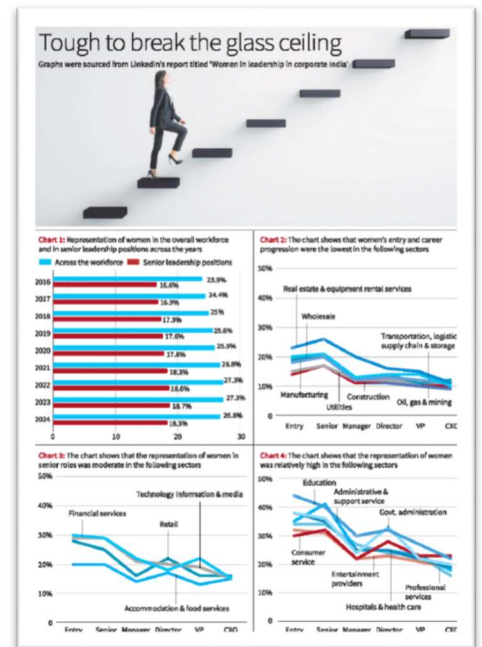 Tough to break the glass ceiling
Graphs were sourced from LinkedIn's report titled 'Women in leadership in corporate India'
Chart 1: Representation of women in the overall workforce
and in senior leadership positions across the years
Across the workforce Senior leadership positions
2016 23.9%
16.6%
2017 24.4%
16.9%
2018 25%
17.3%
2019 25.6%
17.6%
2020 25.9%
17.8%
2021 26.8%
18.3%
2022 27.3%
18.6%
2023 27.3%
18.7%
2024 26.8%
18.3%
0 10 20 30
Chart 2: The chart shows that women's entry and career
progression were the lowest in the following sectors
50%
Real estate & equipment rental services
40%
Wholesale
30%
Transportation, logistic
supply chain & storage
20%
10%
Manufacturing
Construction
Oil, gas & mining
Utilities
0
Entry Senior Manager Director VP CXO
Chart 3: The chart shows that the representation of women in
senior roles was moderate in the following sectors
50%
Technology information & media
40%
Financial services
Retail
30%
20%
10%
Accommodation & food services
0
Entry Senior Manager Director VP CXO
Chart 4: The chart shows that the representation of women
was relatively high in the following sectors
50%
Education
Administrative &
support service
40%
Govt. administration
30%
20%
Consumer
service
Entertainment
providers
Professional
services
10%
Hospitals & health care
0
Entry Senior Manager Director VP CXO